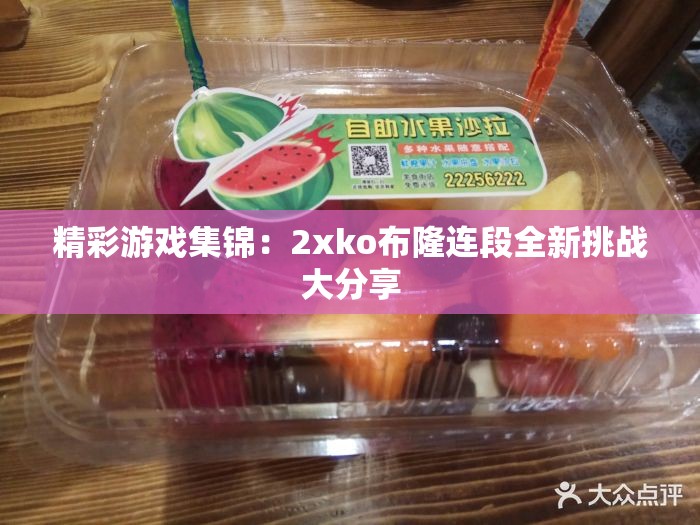 自助水果沙拉
多种水果随意搭配
22256222
精彩游戏集锦：2xko布隆连段全新挑战
大分享
大众点评